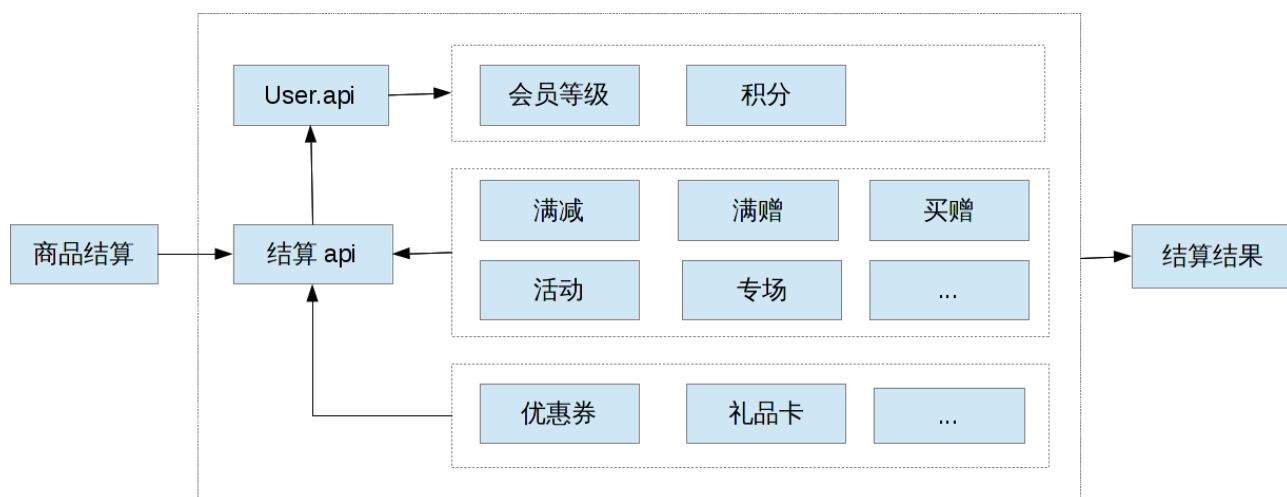 User.api
会员等级
积分
满减
满赠
买赠
商品结算
结算 api
结算结果
活动
专场
...
优惠券
礼品卡
...